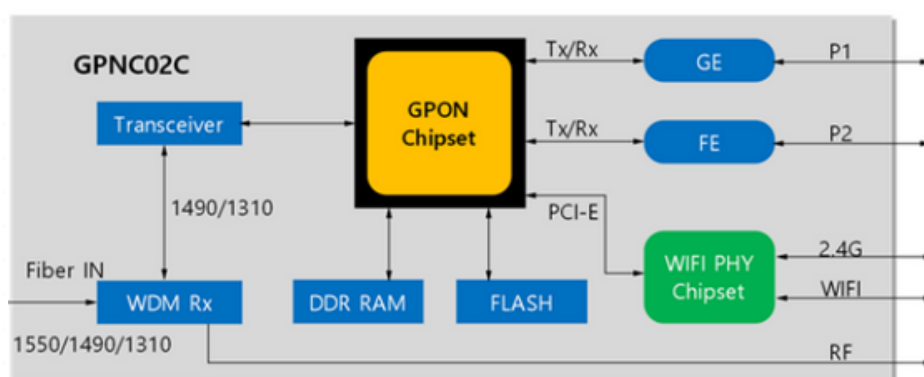 GPNC02C
Transceiver
GPON
Chipset
Tx/Rx
GE
P1
Tx/Rx
FE
P2
1490/1310
PCI-E
Fiber IN
WDM Rx
DDR RAM
FLASH
WIFI PHY
Chipset
2.4G
WIFI
1550/1490/1310
RF